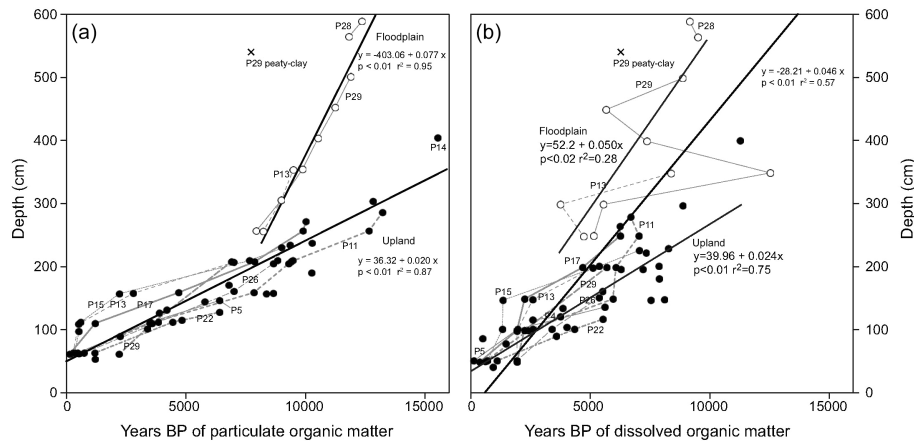 (a)
P28
Floodplain
y = -403.06 + 0.077 x
p < 0.01 r² = 0.95
P29 peaty-clay
P29
P14
P13
P11
Upland
y = 36.32 + 0.020 x
p < 0.01 r² = 0.87
P26
P15 P13 P17
P5
P22
P29
600
500
400
300
200
100
0
Depth (cm)
0 5000 10000 15000
Years BP of particulate organic matter
(b)
P28
P29 peaty-clay
y = -28.21 + 0.046 x
p < 0.01 r² = 0.57
P29
Floodplain
y=52.2 + 0.050x
p<0.02 r²=0.28
P13
P11
Upland
y=39.96 + 0.024x
p<0.01 r²=0.75
P17
P29
P15 P13
P26
P4
P22
P5
600
500
400
300
200
100
0
Depth (cm)
0 5000 10000 15000
Years BP of dissolved organic matter